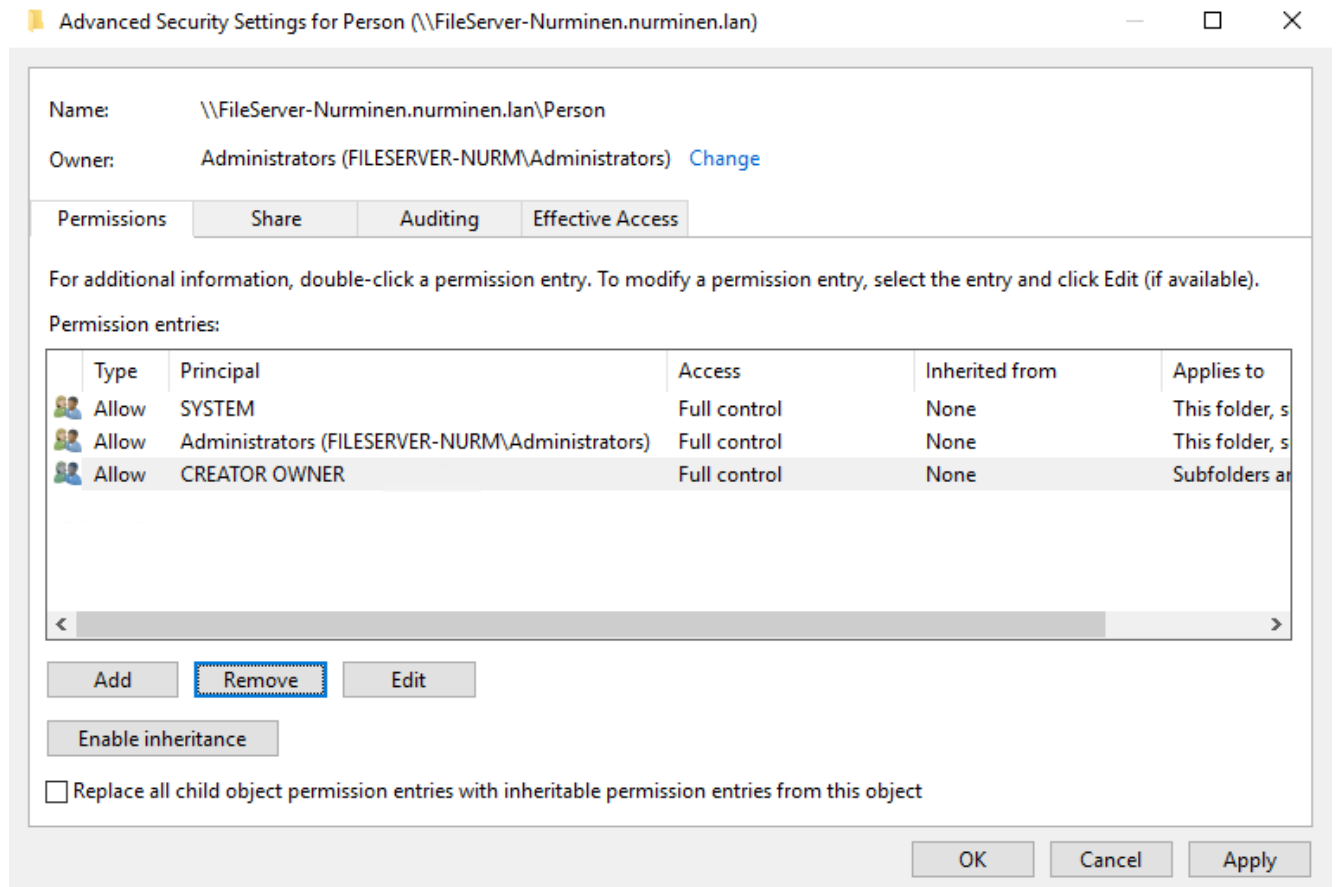 Advanced Security Settings for Person (\\FileServer-Nurminen.nurminen.lan)
Name: \\FileServer-Nurminen.nurminen.lan\Person
Owner: Administrators (FILESERVER-NURM\Administrators) Change
Permissions Share Auditing Effective Access
For additional information, double-click a permission entry. To modify a permission entry, select the entry and click Edit (if available).
Permission entries:
Type Principal Access Inherited from Applies to
Allow SYSTEM Full control None This folder, s
Allow Administrators (FILESERVER-NURM\Administrators) Full control None This folder, s
Allow CREATOR OWNER Full control None Subfolders ar
Add Remove Edit
Enable inheritance
Replace all child object permission entries with inheritable permission entries from this object
OK Cancel Apply